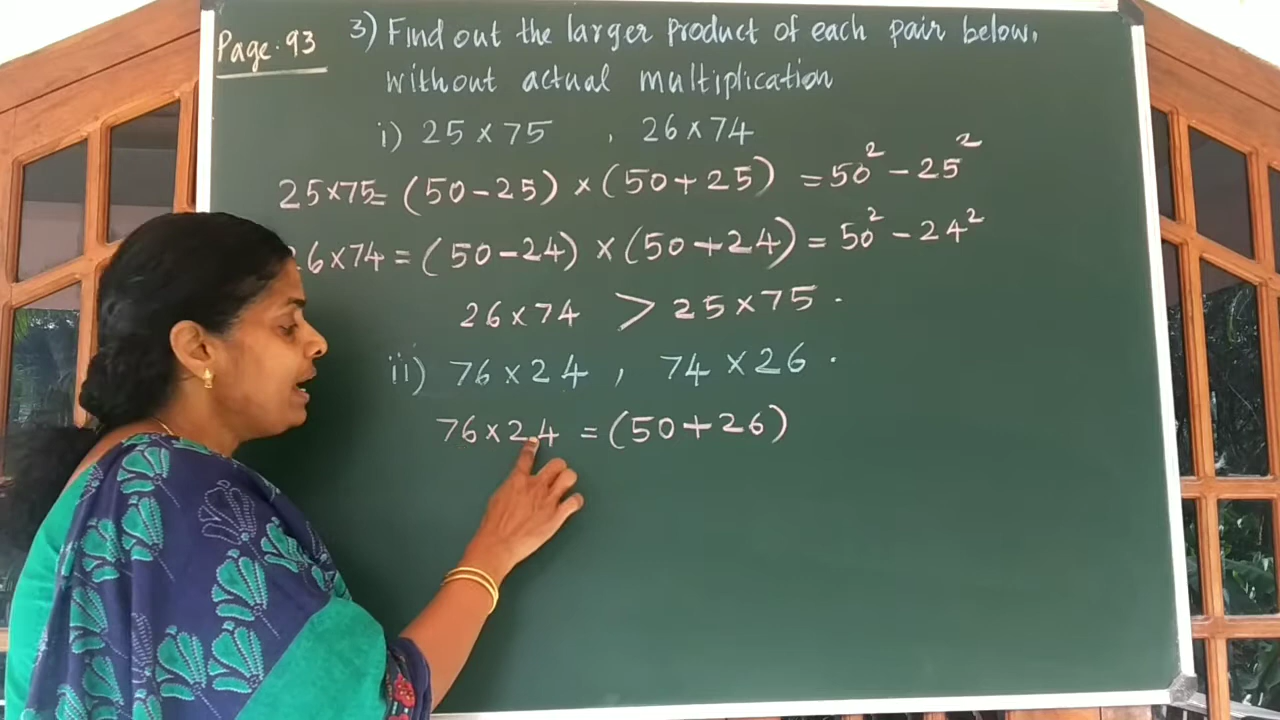 Page.93
3) Find out the larger product of each pair below,
without actual multiplication
i) 25 × 75 , 26 × 74
25×75= (50-25) × (50+25) = 50² - 25²
6×74 = (50-24) × (50+24) = 50² - 24²
26×74 > 25×75.
ii) 76 × 24 , 74 × 26.
76×24 = (50+26)